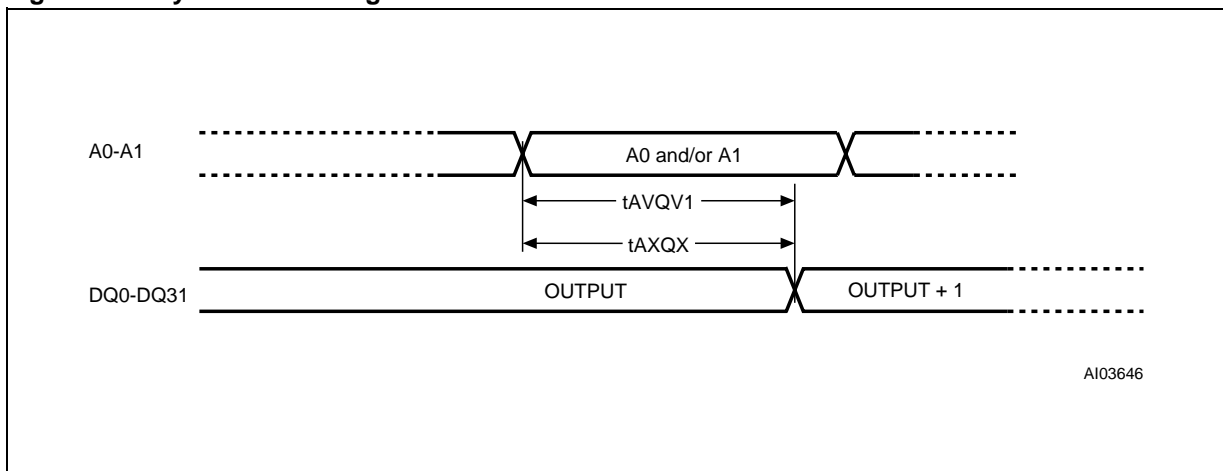 A0-A1
A0 and/or A1
tAVQV1
tAXQX
DQ0-DQ31
OUTPUT
OUTPUT + 1
AI03646